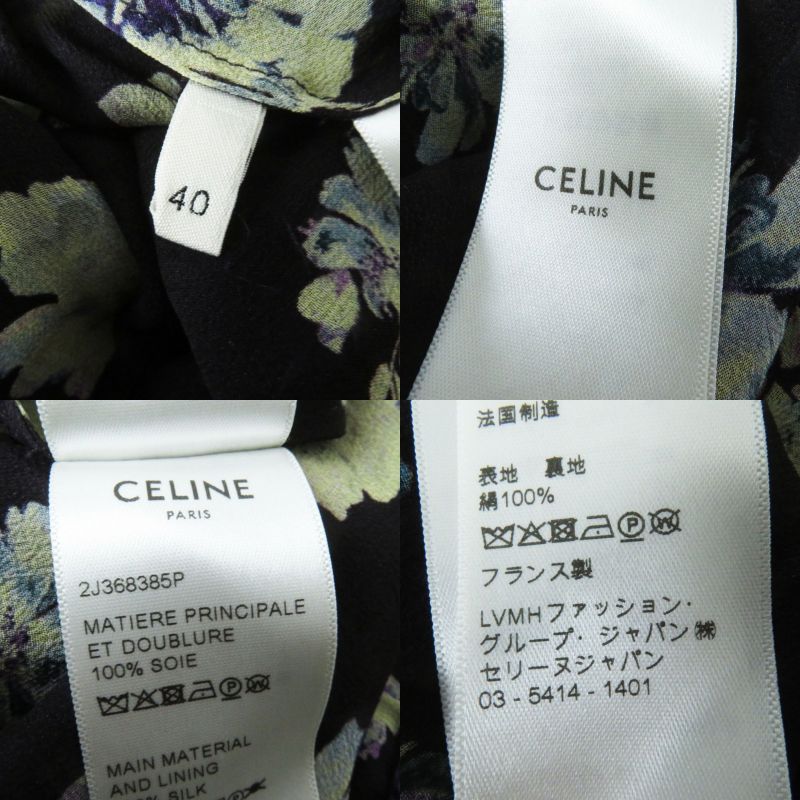 40
CELINE
PARIS
CELINE
PARIS
2J368385P
MATIERE PRINCIPALE
ET DOUBLURE
100% SOIE
MAIN MATERIAL
AND LINING
SILK
法国制造
表地 裏地
絹100%
フランス製
LVMHファッション・
グループ・ジャパン㈱
セリーヌジャパン
03-5414-1401